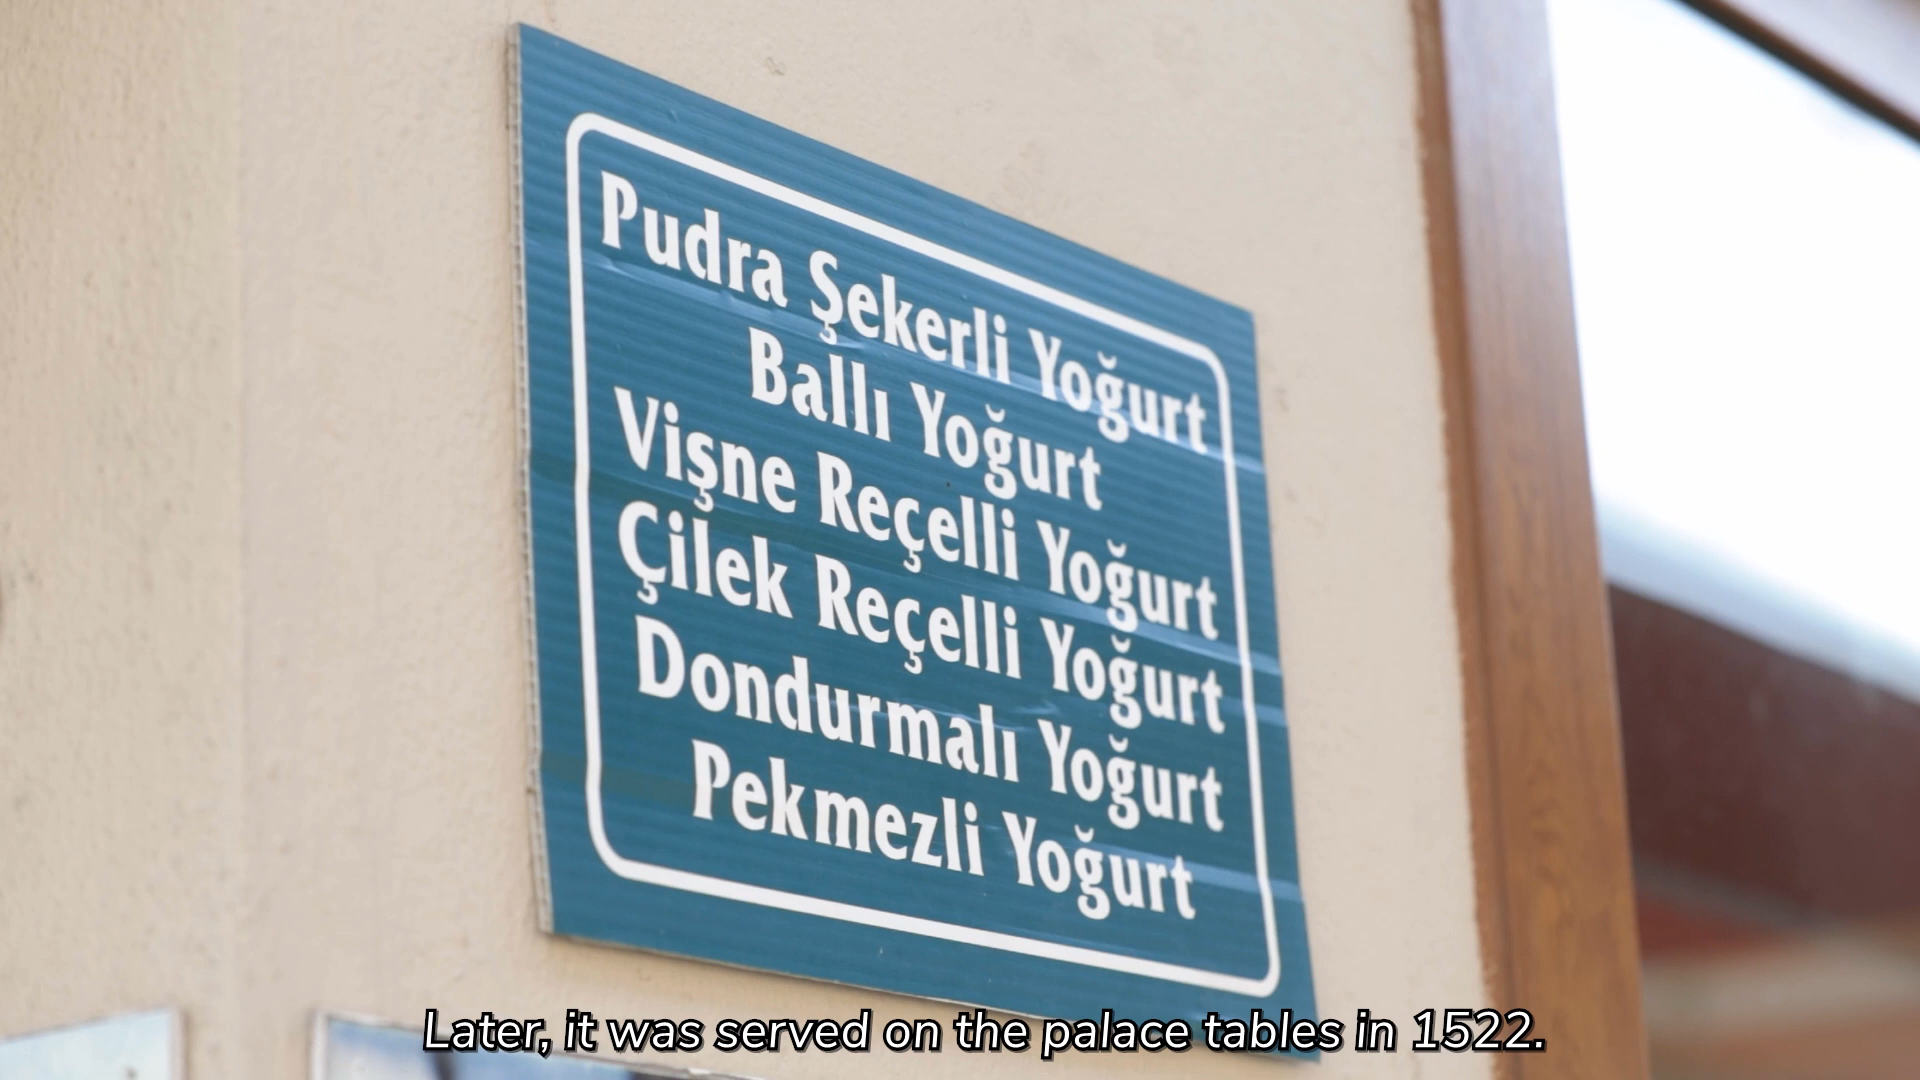 Pudra Şekerli Yoğurt
Ballı Yoğurt
Vişne Reçelli Yoğurt
Çilek Reçelli Yoğurt
Dondurmalı Yoğurt
Pekmezli Yoğurt
Later, it was served on the palace tables in 1522.